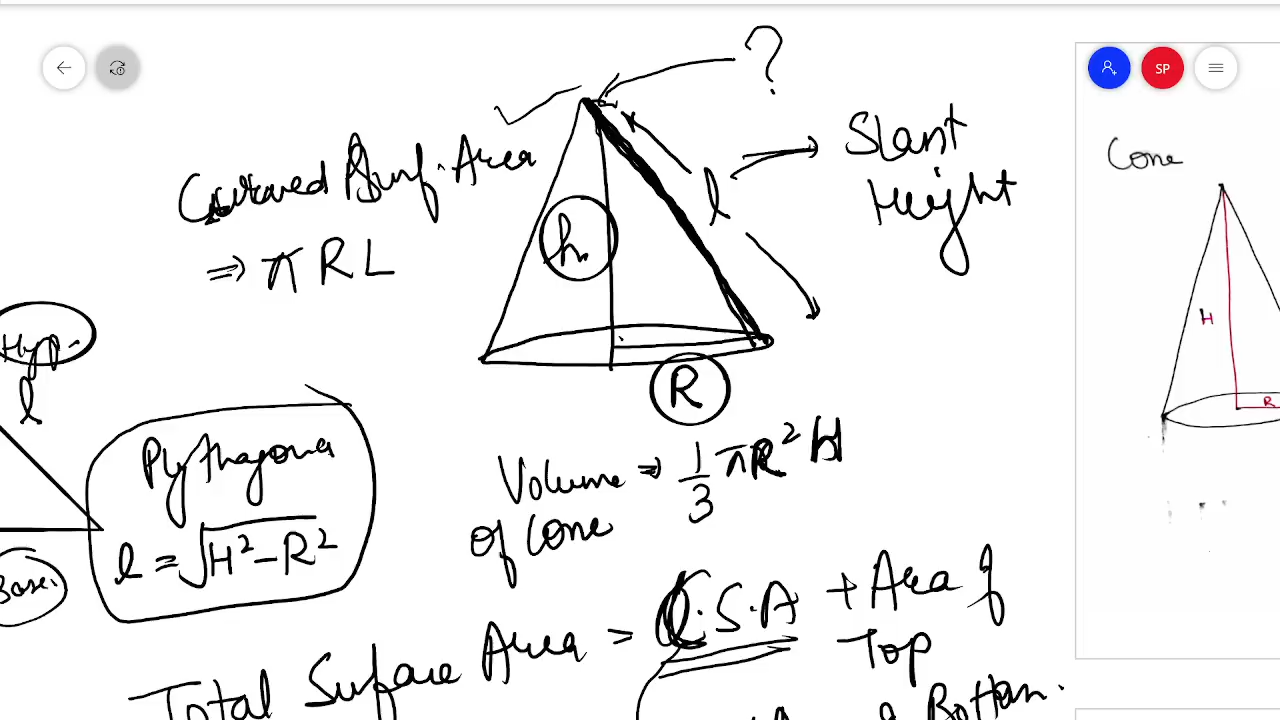 ?
SP
Slant
Height
l
Cone
Curved Surf. Area
⇒ π R L
h
H
R
R
Hyp.
l
Pythagoras
l = √H² - R²
Base.
Volume ⇒ 1/3 πR² H
of Cone
Total Surface Area = C.S.A + Area of
Top
Bottom.